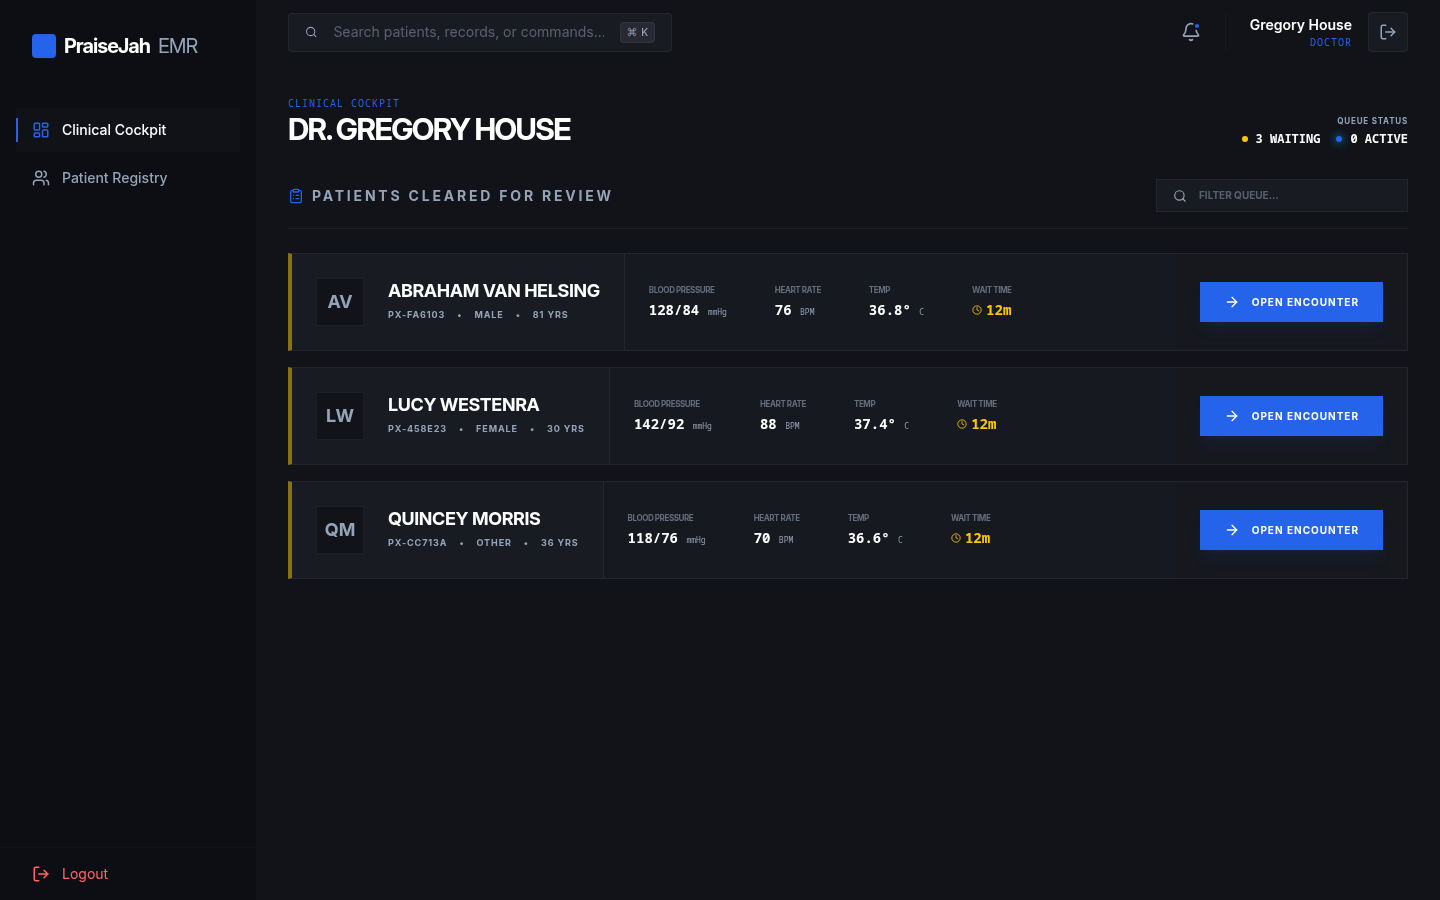 PraiseJah EMR
Search patients, records, or commands... ⌘ K
Gregory House
DOCTOR
Clinical Cockpit
Patient Registry
Logout
CLINICAL COCKPIT
DR. GREGORY HOUSE
QUEUE STATUS
3 WAITING 0 ACTIVE
PATIENTS CLEARED FOR REVIEW
FILTER QUEUE...
AV
ABRAHAM VAN HELSING
PX-FA6103 • MALE • 81 YRS
BLOOD PRESSURE HEART RATE TEMP WAIT TIME
128/84 mmHg 76 BPM 36.8° C 12m
OPEN ENCOUNTER
LW
LUCY WESTENRA
PX-458E23 • FEMALE • 30 YRS
BLOOD PRESSURE HEART RATE TEMP WAIT TIME
142/92 mmHg 88 BPM 37.4° C 12m
OPEN ENCOUNTER
QM
QUINCEY MORRIS
PX-CC713A • OTHER • 36 YRS
BLOOD PRESSURE HEART RATE TEMP WAIT TIME
118/76 mmHg 70 BPM 36.6° C 12m
OPEN ENCOUNTER